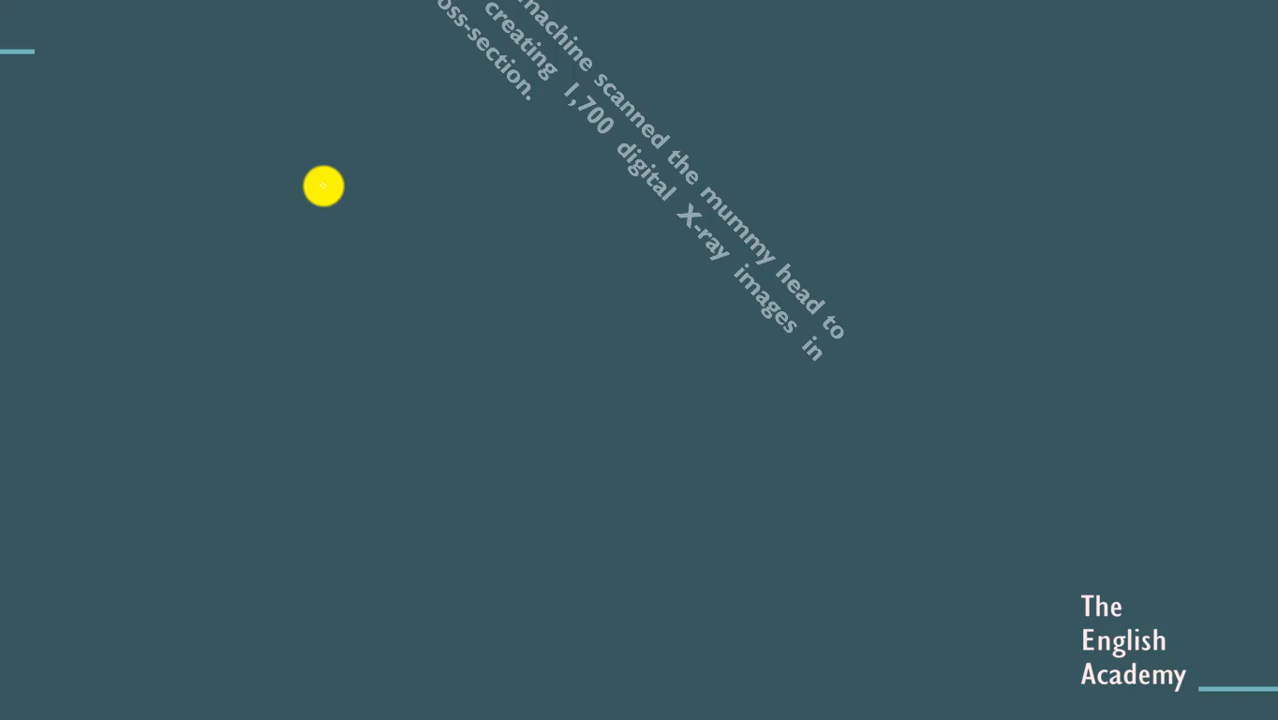 machine scanned the mummy head to
creating 1,700 digital X-ray images in
oss-section.
The
English
Academy